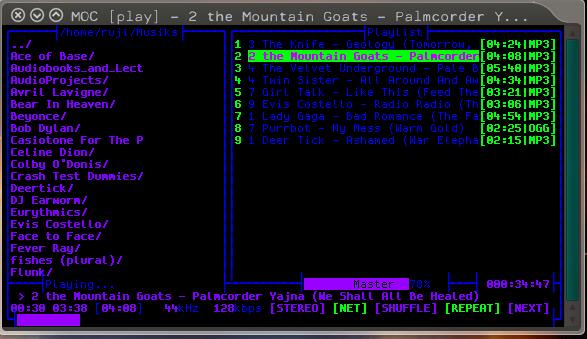 MOC [play] - 2 the Mountain Goats - Palmcorder Y...
/home/ruji/Musiks
../
Ace of Base/
Audiobooks_and_Lect
AudioProjects/
Avril Lavigne/
Bear In Heaven/
Beyonce/
Bob Dylan/
Casiotone For The P
Celine Dion/
Colby O'Donis/
Crash Test Dummies/
Deertick/
DJ Earworm/
Eurythmics/
Evis Costello/
Face to Face/
Fever Ray/
fishes (plural)/
Flunk/
Playlist
1 3 The Knife - Geology (Tomorrow, [04:24|MP3]
2 2 the Mountain Goats - Palmcorder [04:08|MP3]
3 4 The Velvet Underground - Pale B [05:40|MP3]
4 4 Twin Sister - All Around And Aw [04:34|MP3]
5 7 Girl Talk - Like This (Feed The [03:21|MP3]
6 9 Evis Costello - Radio Radio (Th [03:06|MP3]
7 1 Lady Gaga - Bad Romance (The Fa [04:54|MP3]
8 7 Purrbot - My Mess (Warm Gold) [02:25|OGG]
9 1 Deer Tick - Ashamed (War Elepha [02:15|MP3]
Playing...
Master 70% 000:34:47
> 2 the Mountain Goats - Palmcorder Yajna (We Shall All Be Healed)
00:30 03:38 [04:08] 44kHz 128kbps [STEREO] [NET] [SHUFFLE] [REPEAT] [NEXT]